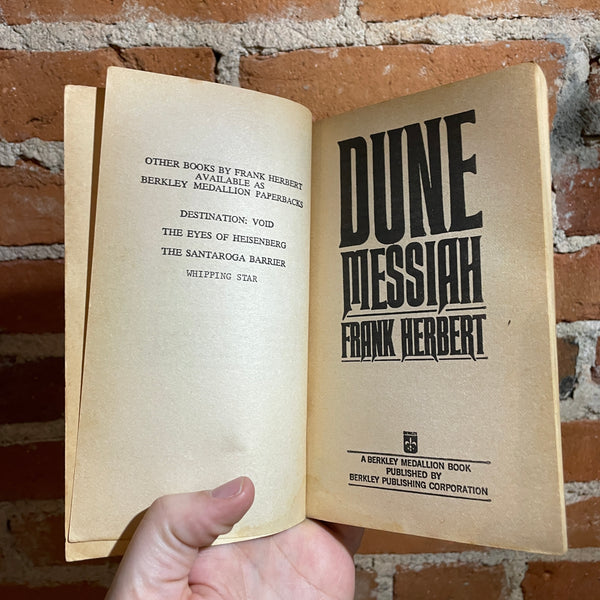 OTHER BOOKS BY FRANK HERBERT
AVAILABLE AS
BERKLEY MEDALLION PAPERBACKS
DESTINATION: VOID
THE EYES OF HEISENBERG
THE SANTAROGA BARRIER
WHIPPING STAR
DUNE
MESSIAH
FRANK HERBERT
BERKLEY
A BERKLEY MEDALLION BOOK
PUBLISHED BY
BERKLEY PUBLISHING CORPORATION